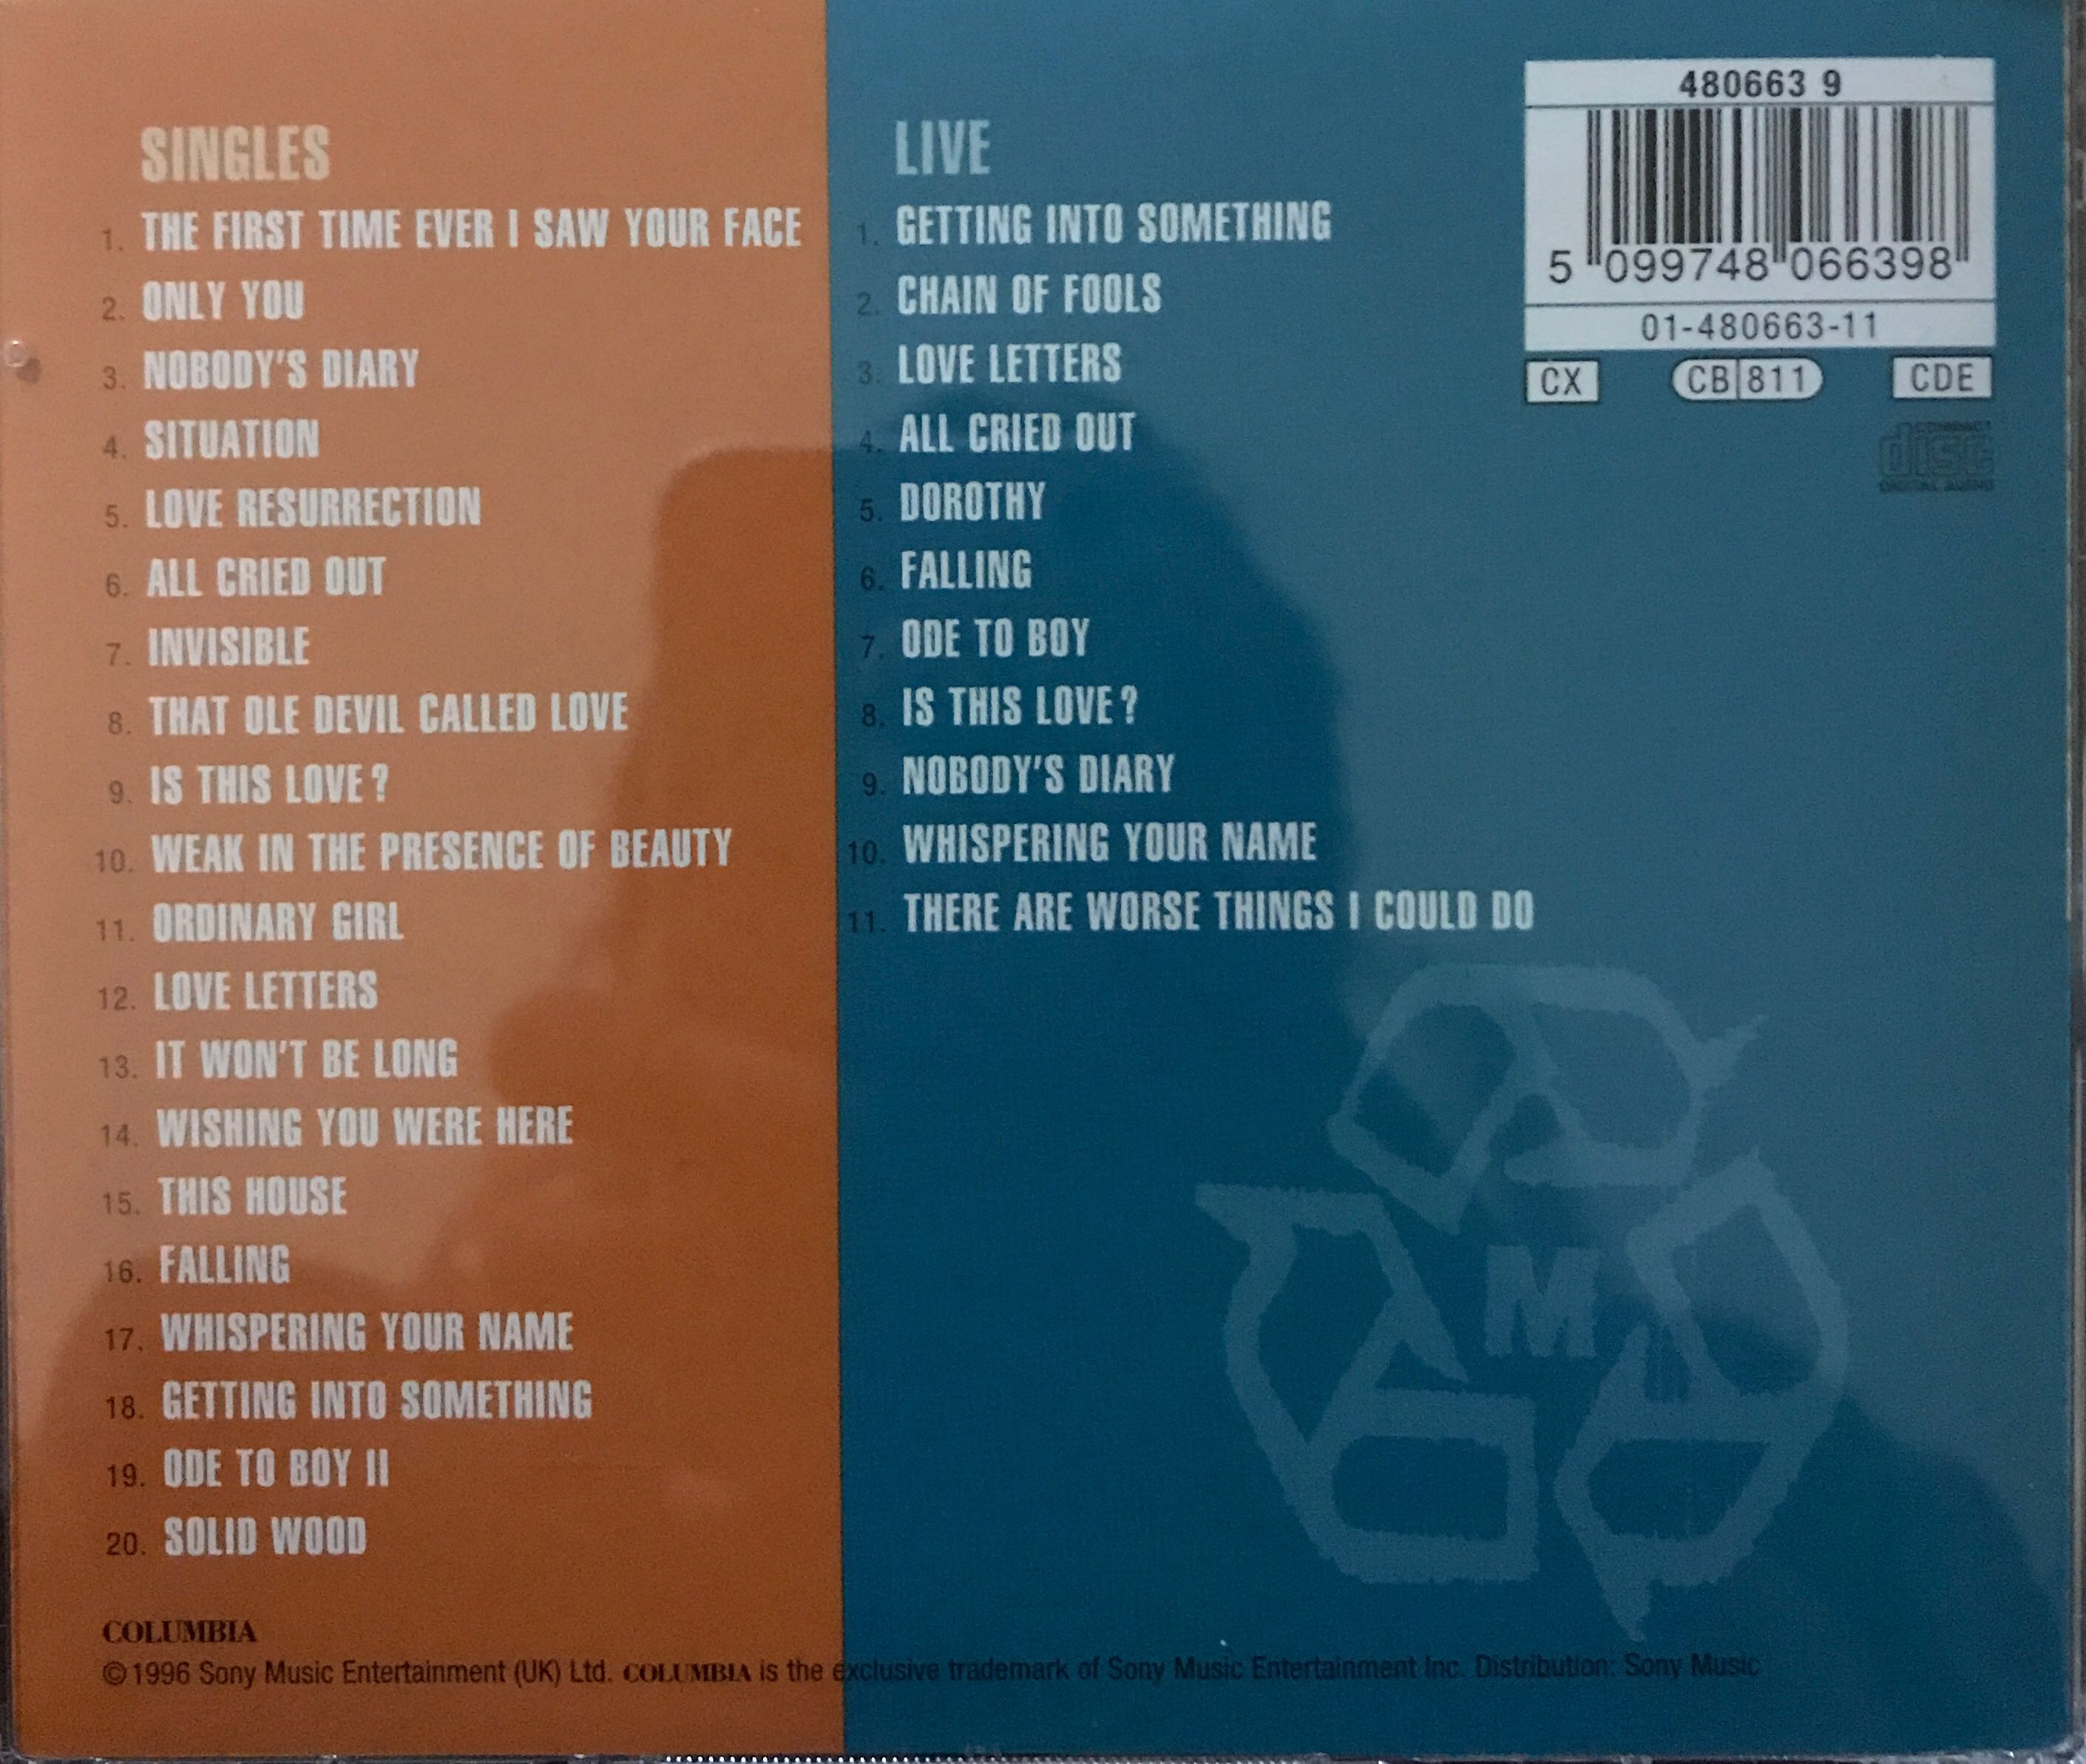 SINGLES
1. THE FIRST TIME EVER I SAW YOUR FACE
2. ONLY YOU
3. NOBODY'S DIARY
4. SITUATION
5. LOVE RESURRECTION
6. ALL CRIED OUT
7. INVISIBLE
8. THAT OLE DEVIL CALLED LOVE
9. IS THIS LOVE?
10. WEAK IN THE PRESENCE OF BEAUTY
11. ORDINARY GIRL
12. LOVE LETTERS
13. IT WON'T BE LONG
14. WISHING YOU WERE HERE
15. THIS HOUSE
16. FALLING
17. WHISPERING YOUR NAME
18. GETTING INTO SOMETHING
19. ODE TO BOY II
20. SOLID WOOD
LIVE
1. GETTING INTO SOMETHING
2. CHAIN OF FOOLS
3. LOVE LETTERS
4. ALL CRIED OUT
5. DOROTHY
6. FALLING
7. ODE TO BOY
8. IS THIS LOVE?
9. NOBODY'S DIARY
10. WHISPERING YOUR NAME
11. THERE ARE WORSE THINGS I COULD DO
480663 9
5 099748 066398
01-480663-11
CX CB 811 CDE
COMPACT
disc
DIGITAL AUDIO
M
COLUMBIA
©1996 Sony Music Entertainment (UK) Ltd. COLUMBIA is the exclusive trademark of Sony Music Entertainment Inc. Distribution: Sony Music